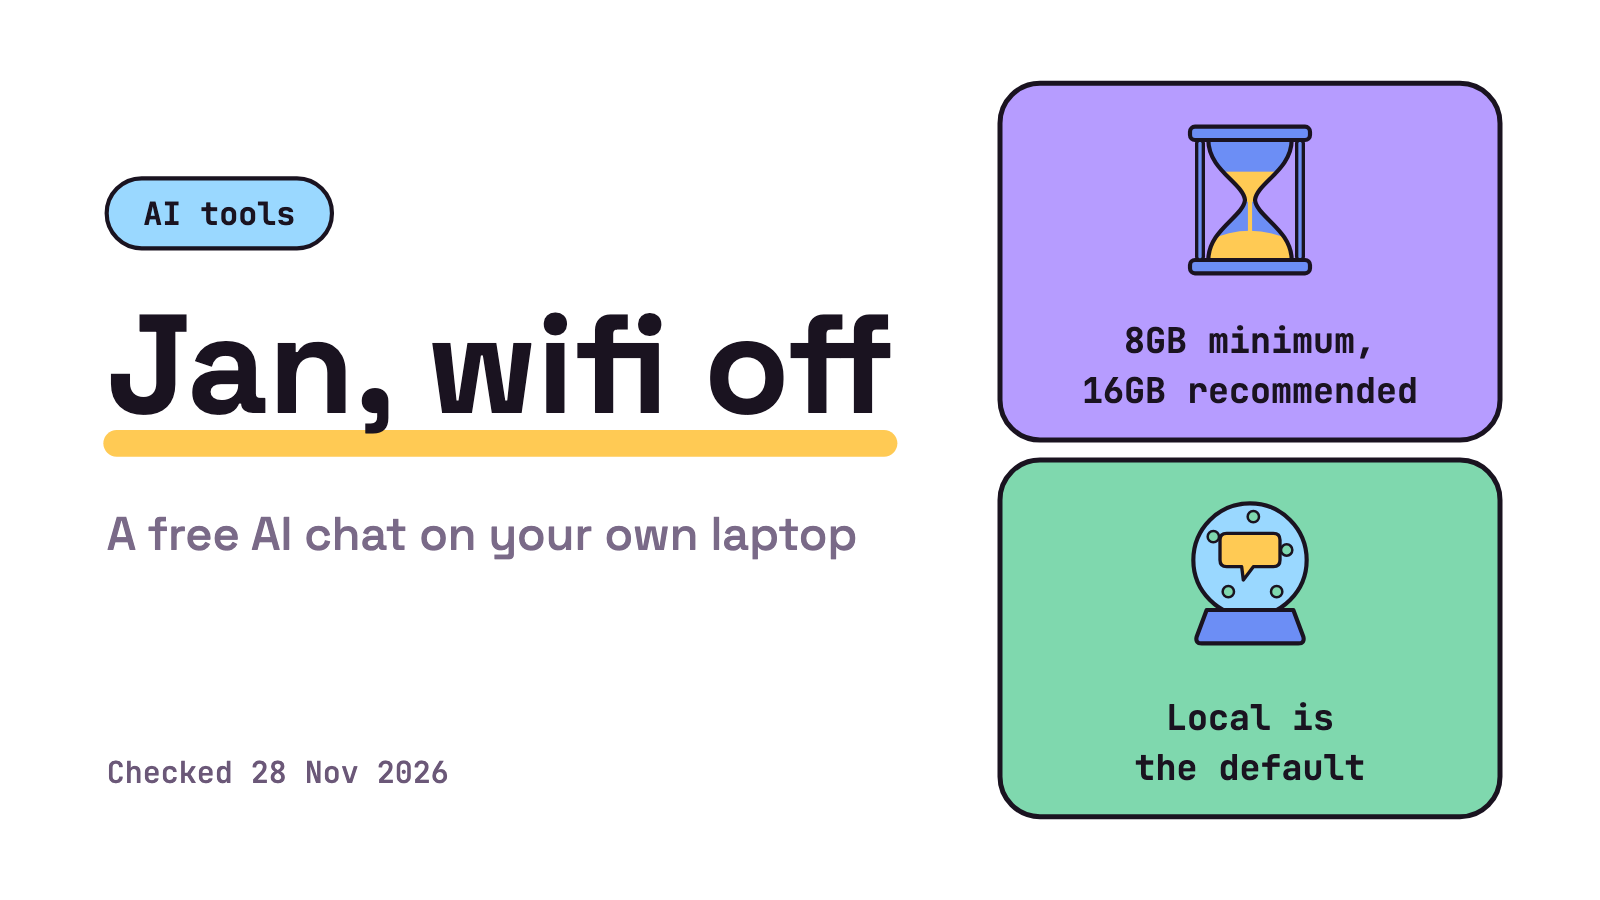 AI tools
Jan, wifi off
A free AI chat on your own laptop
Checked 28 Nov 2026
8GB minimum,
16GB recommended
Local is
the default